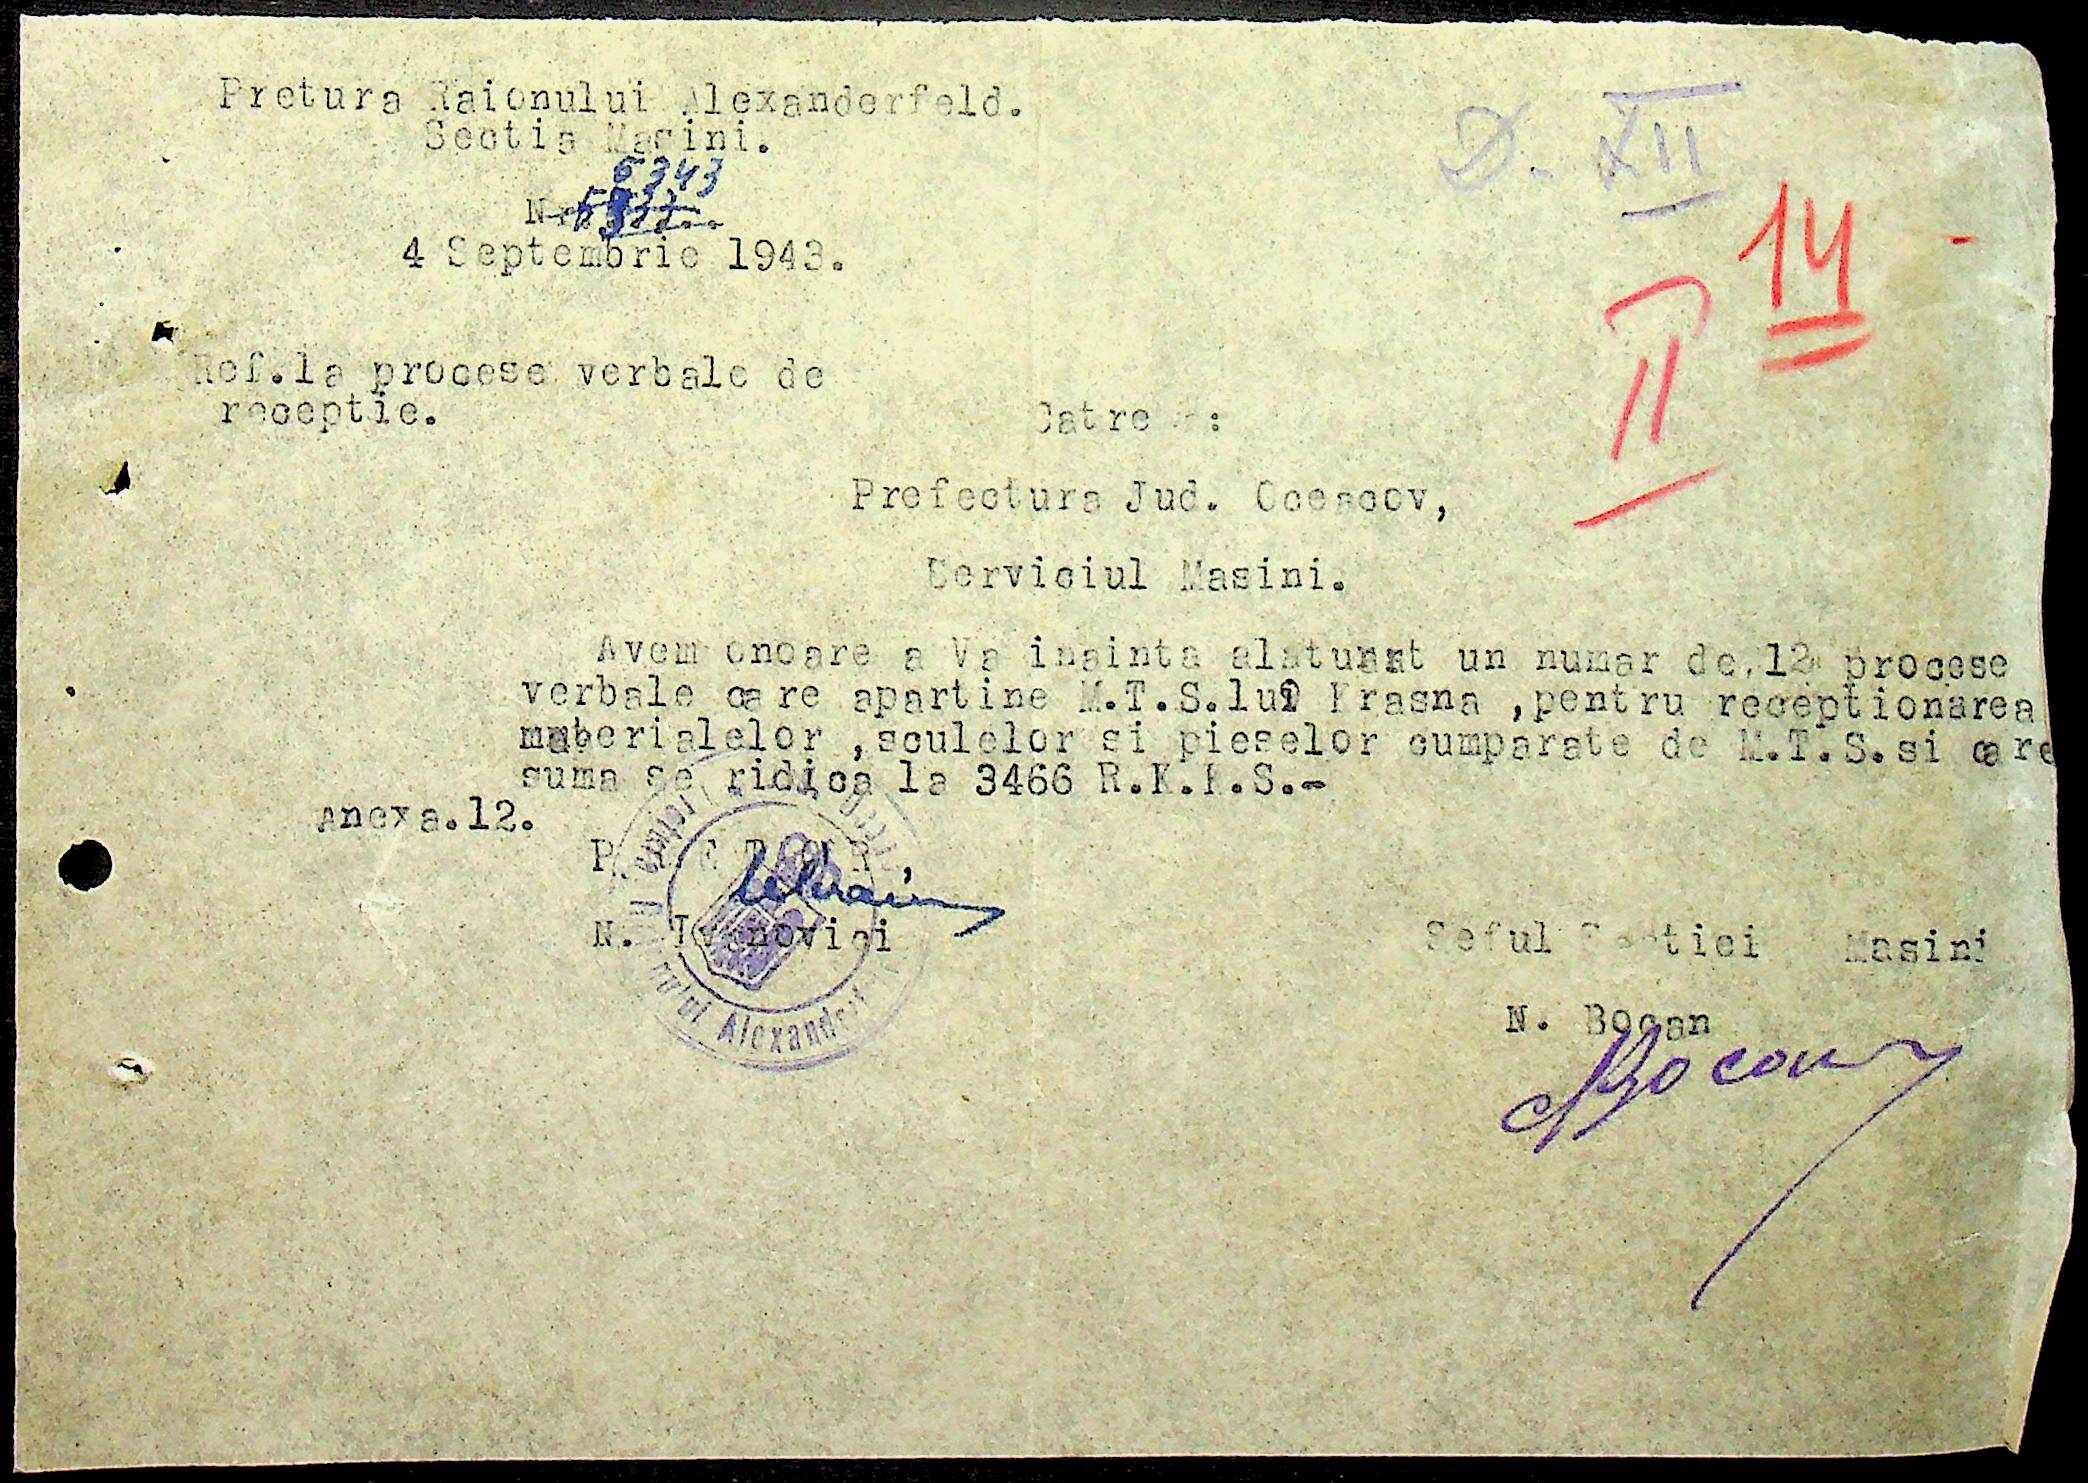 Pretura Raionului Alexanderfeld.
Sectia Masini.
6343
Nr.
4 Septembrie 1943.
D. XII
14
II
Ref.la procese verbale de
receptie.
Catre :
Prefectura Jud. Oceacov,
Serviciul Masini.
Avem onoare a Va inainta alaturat un numar de 12 procese
verbale care apartine M.T.S.lui Krasna ,pentru receptionarea
materialelor ,sculelor si pieselor cumparate de M.T.S.si care
suma se ridica la 3466 R.K.K.S.-
Anexa.12.
P R E T O R,
N. Ivanovici
Seful Sectiei Masini
N. Bocan
NBocan